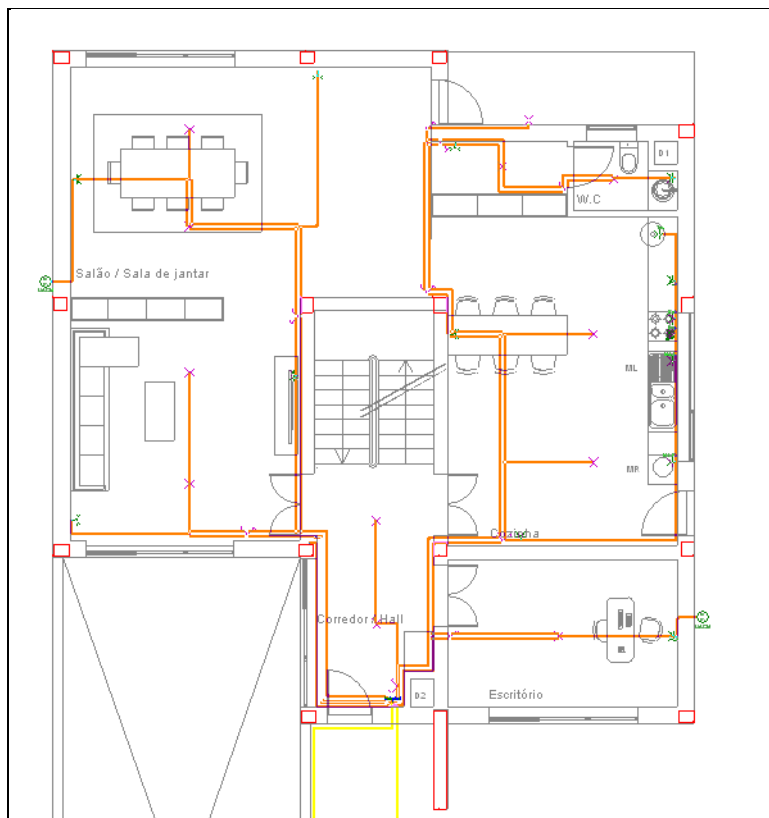 D1
W.C
Salão / Sala de jantar
ML
MR
Cozinha
Corredor / Hall
D2
Escritório